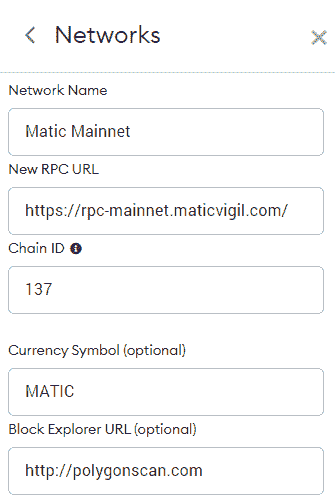 Networks
Network Name
Matic Mainnet
New RPC URL
https://rpc-mainnet.maticvigil.com/
Chain ID
137
Currency Symbol (optional)
MATIC
Block Explorer URL (optional)
http://polygonscan.com